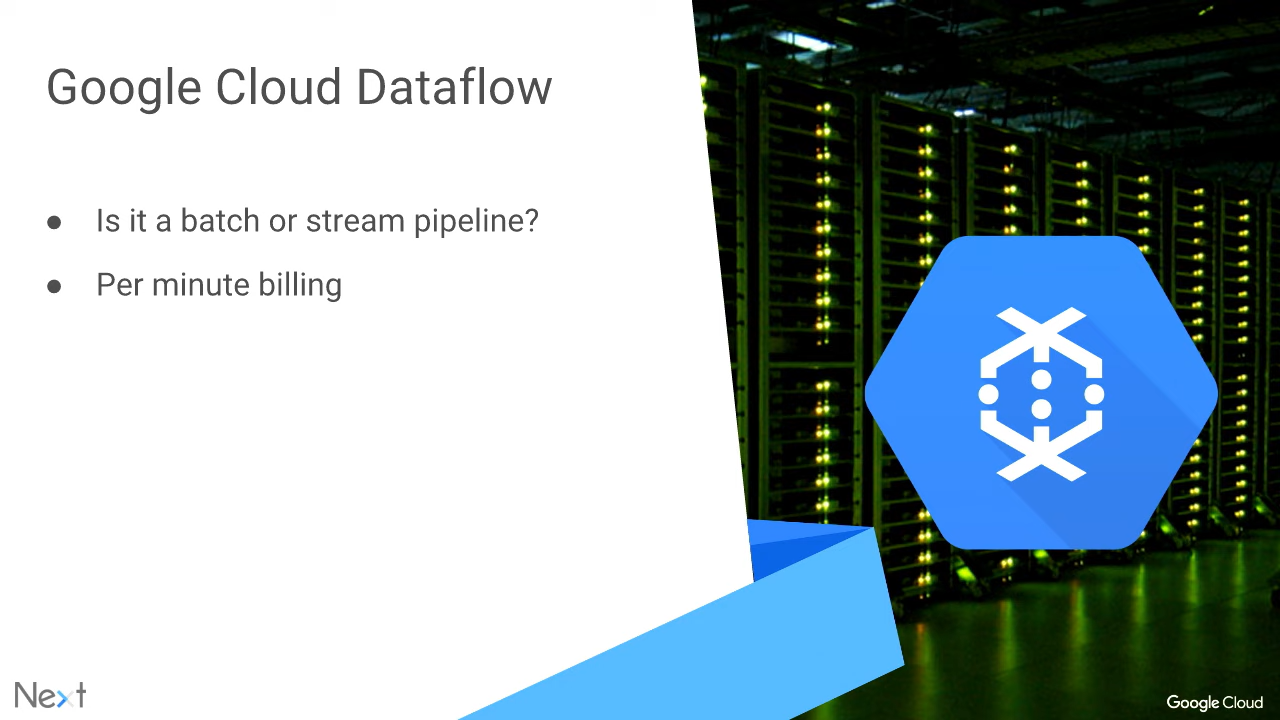 Google Cloud Dataflow
● Is it a batch or stream pipeline?
● Per minute billing
Next
Google Cloud